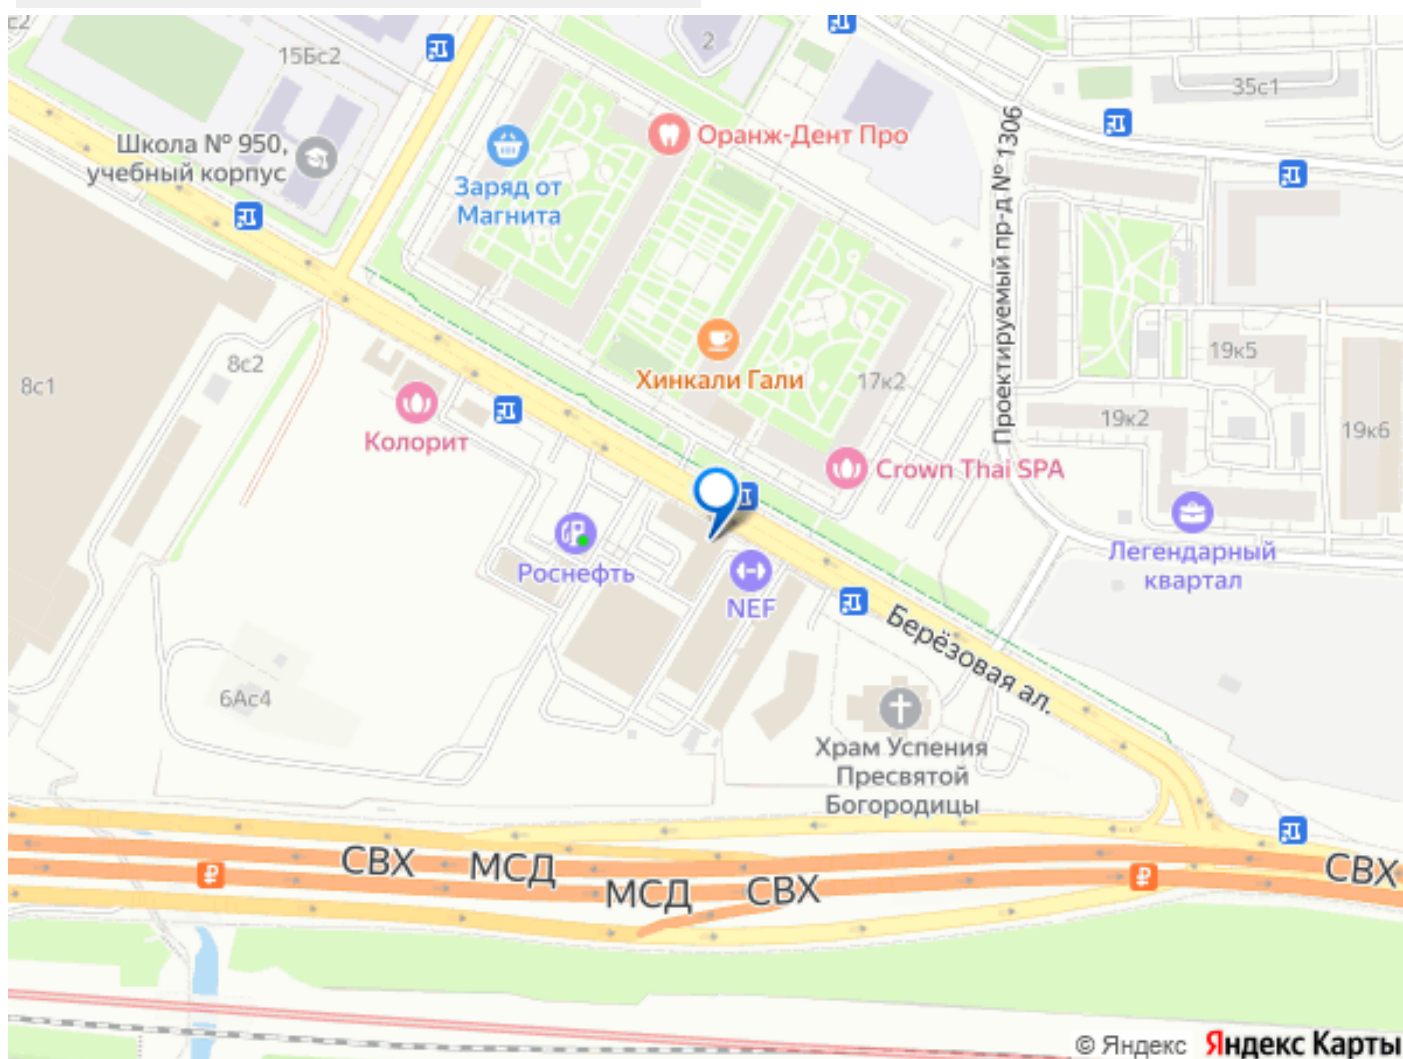 2
15Бс2
35с1
Оранж-Дент Про
Школа № 950,
учебный корпус
Заряд от
Магнита
Проектируемый пр-д № 1306
8с2
8с1
Хинкали Гали
17к2
19к5
19к2
19к6
Колорит
Crown Thai SPA
Роснефть
NEF
Легендарный
квартал
Берёзовая ал.
6Ас4
Храм Успения
Пресвятой
Богородицы
СВХ
МСД
МСД
СВХ
СВХ
© Яндекс Яндекс Карты